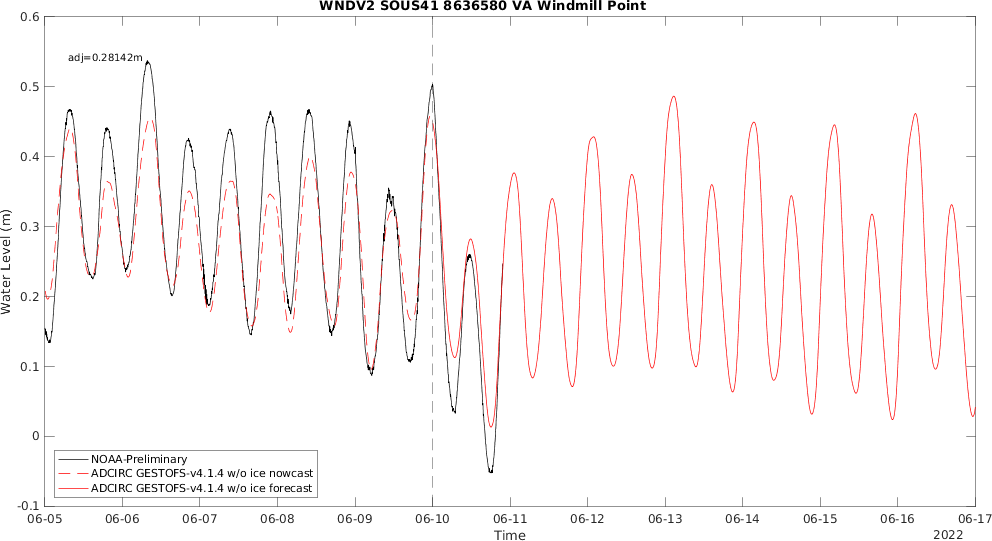 WNDV2 SOUS41 8636580 VA Windmill Point
0.6
0.5
0.4
0.3
0.2
0.1
0
-0.1
Water Level (m)
adj=0.28142m
NOAA-Preliminary
ADCIRC GESTOFS-v4.1.4 w/o ice nowcast
ADCIRC GESTOFS-v4.1.4 w/o ice forecast
06-05 06-06 06-07 06-08 06-09 06-10 06-11 06-12 06-13 06-14 06-15 06-16 06-17
Time
2022